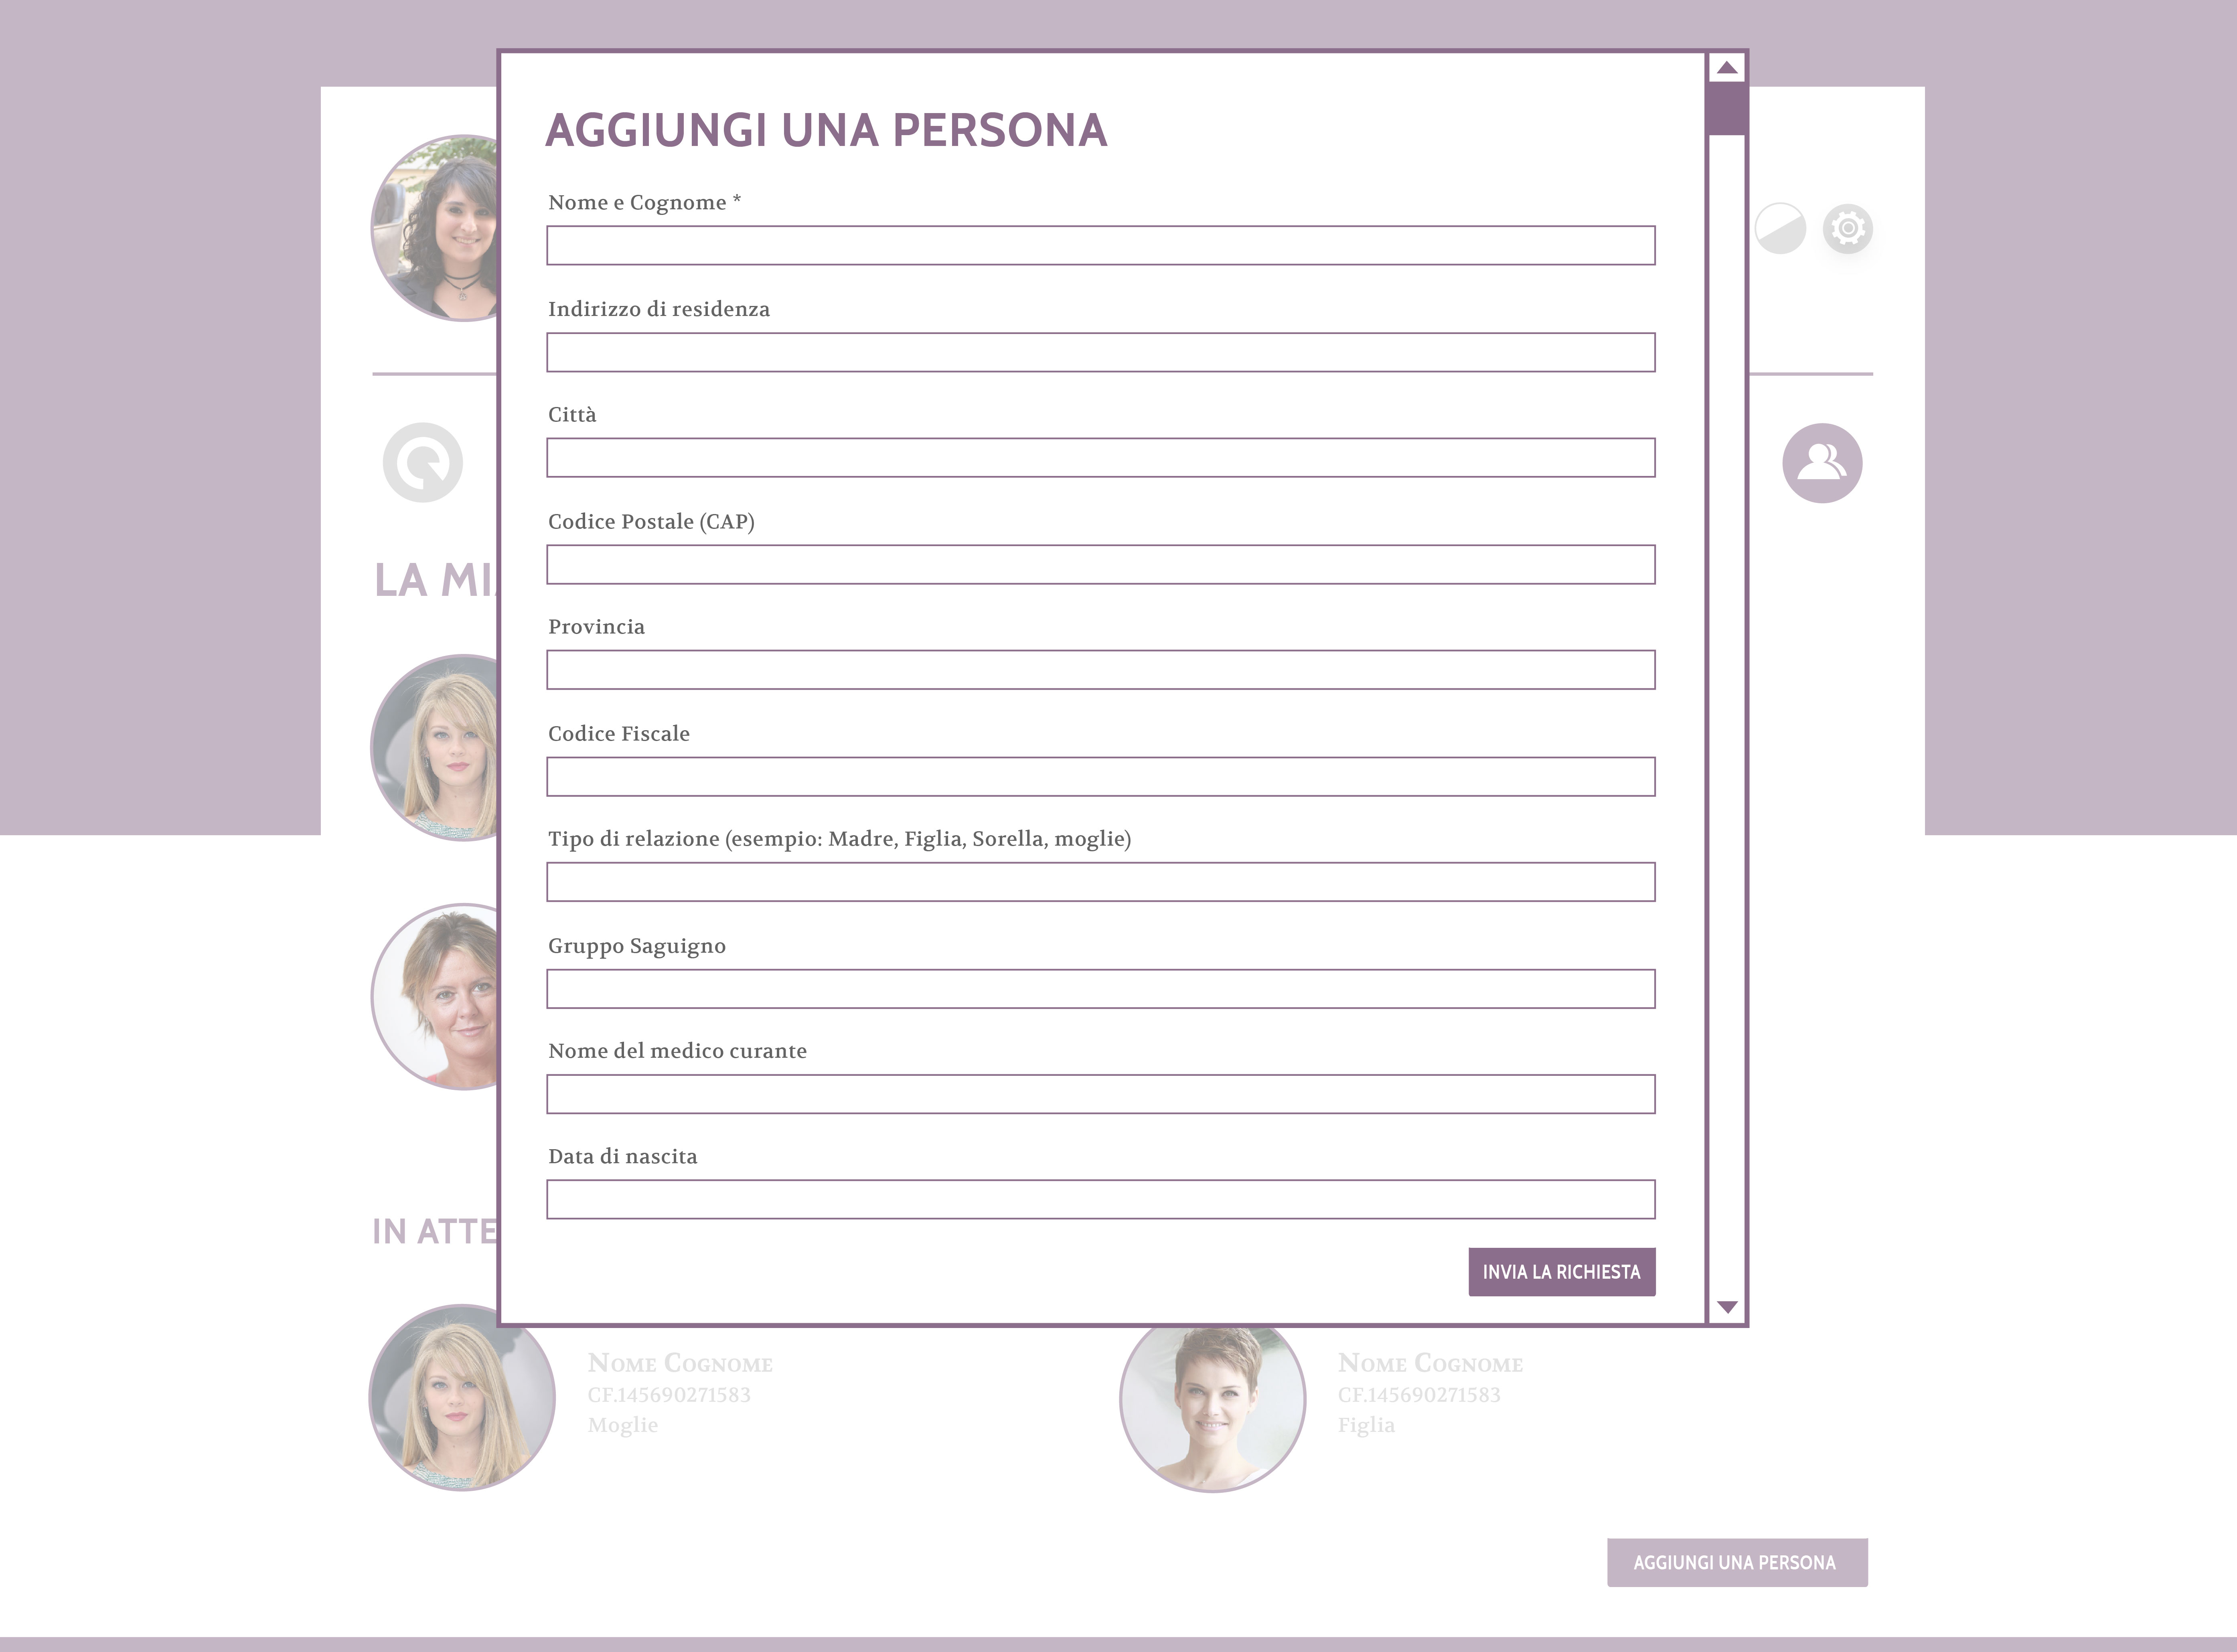 AGGIUNGI UNA PERSONA
Nome e Cognome *
Indirizzo di residenza
Città
Codice Postale (CAP)
LA MI
Provincia
Codice Fiscale
Tipo di relazione (esempio: Madre, Figlia, Sorella, moglie)
Gruppo Saguigno
Nome del medico curante
Data di nascita
IN ATTE
INVIA LA RICHIESTA
Nome Cognome
CF.145690271583
Moglie
Nome Cognome
CF.145690271583
Figlia
AGGIUNGI UNA PERSONA